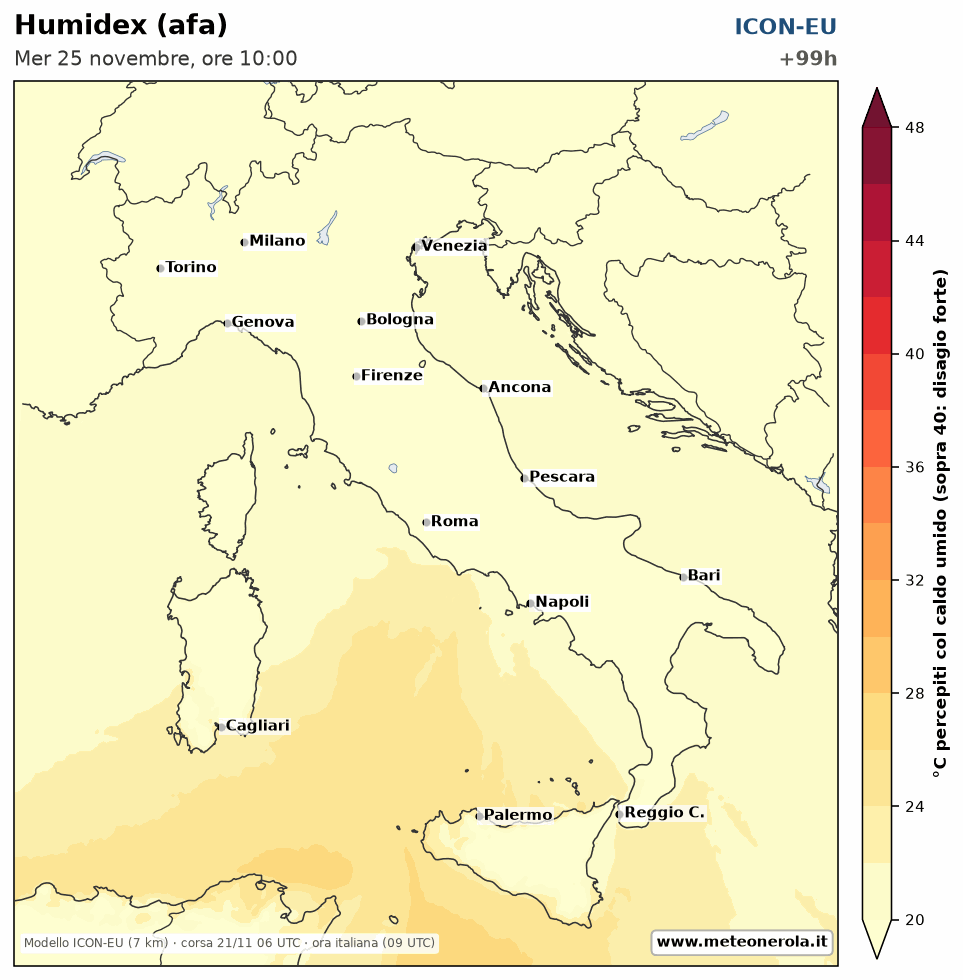 Humidex (afa)
ICON-EU
Mer 25 novembre, ore 10:00
+99h
Milano
Venezia
Torino
Genova
Bologna
Firenze
Ancona
Pescara
Roma
Bari
Napoli
Cagliari
Palermo
Reggio C.
48
44
40
36
32
28
24
20
°C percepiti col caldo umido (sopra 40: disagio forte)
Modello ICON-EU (7 km) · corsa 21/11 06 UTC · ora italiana (09 UTC)
www.meteonerola.it